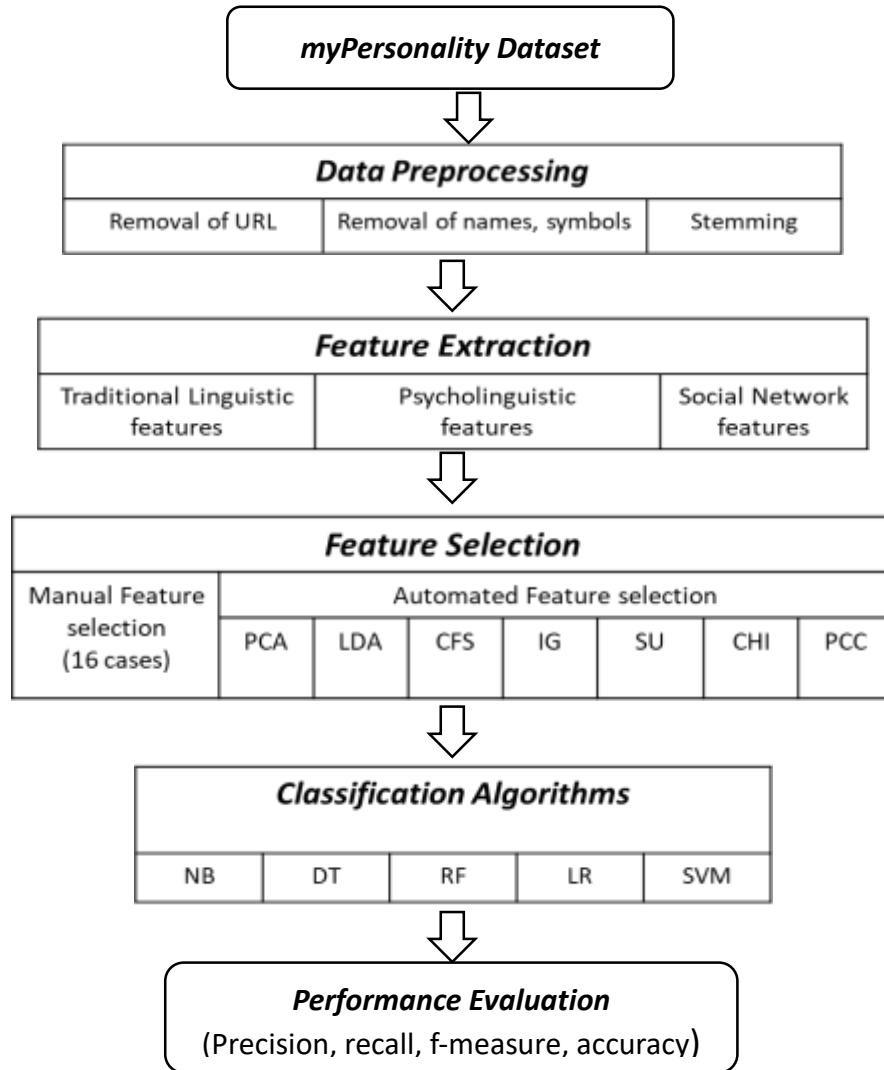 myPersonality Dataset
Data Preprocessing
Removal of URL
Removal of names, symbols
Stemming
Feature Extraction
Traditional Linguistic
features
Psycholinguistic
features
Social Network
features
Feature Selection
Manual Feature
selection
(16 cases)
Automated Feature selection
PCA
LDA
CFS
IG
SU
CHI
PCC
Classification Algorithms
NB
DT
RF
LR
SVM
Performance Evaluation
(Precision, recall, f-measure, accuracy)